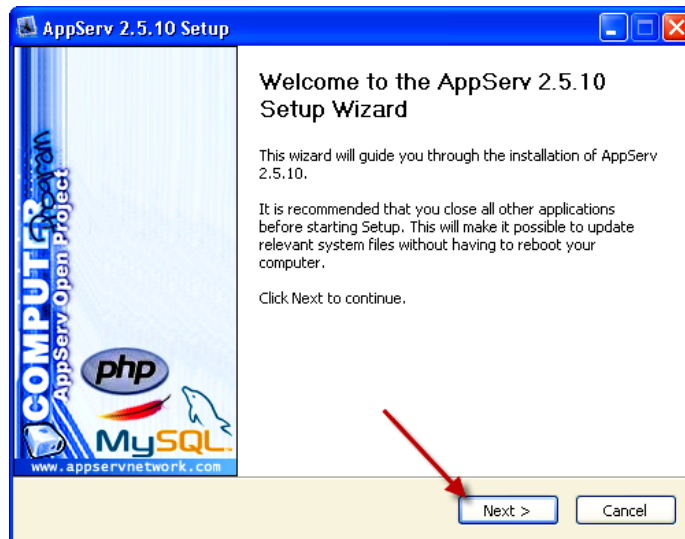 AppServ 2.5.10 Setup
Welcome to the AppServ 2.5.10
Setup Wizard
This wizard will guide you through the installation of AppServ
2.5.10.
It is recommended that you close all other applications
before starting Setup. This will make it possible to update
relevant system files without having to reboot your
computer.
Click Next to continue.
COMPUTER
Program
AppServ Open Project
php
MySQL
www.appservnetwork.com
Next >
Cancel